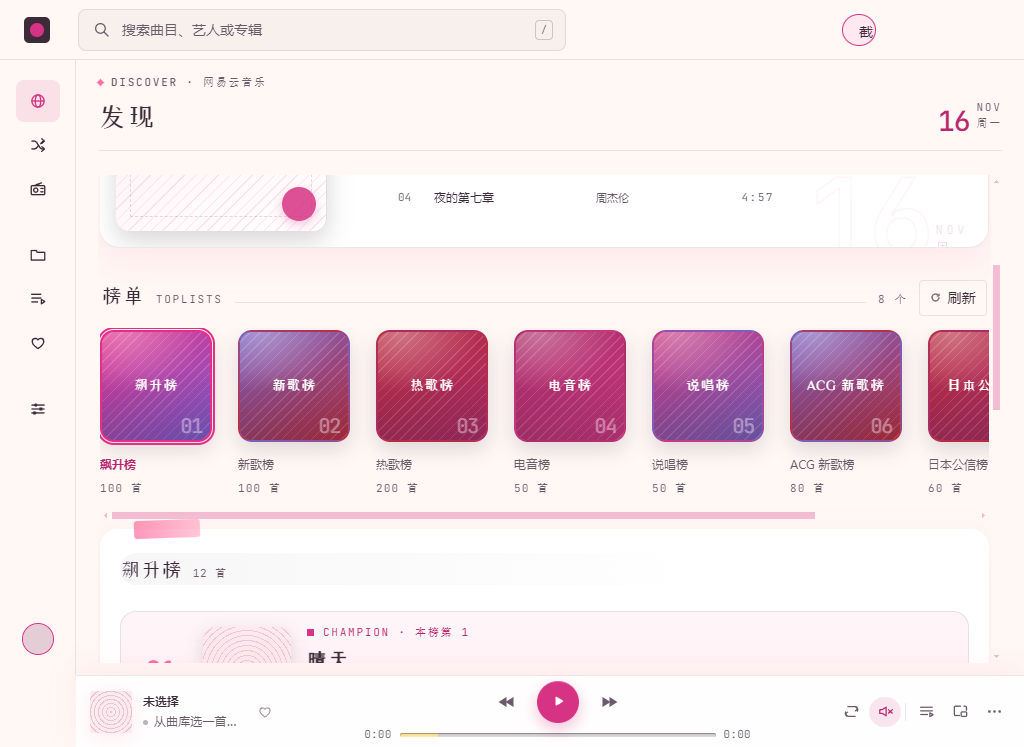 搜索曲目、艺人或专辑 /
截
DISCOVER · 网易云音乐
发现
16 NOV 周一
04 夜的第七章 周杰伦 4:57
16 NOV
榜单 TOPLISTS 8 个 刷新
飙升榜 01
新歌榜 02
热歌榜 03
电音榜 04
说唱榜 05
ACG 新歌榜 06
日本公
飙升榜 新歌榜 热歌榜 电音榜 说唱榜 ACG 新歌榜 日本公信榜
100 首 100 首 200 首 50 首 50 首 80 首 60 首
飙升榜 12 首
CHAMPION · 本榜第 1
晴天
未选择
从曲库选一首...
0:00 0:00